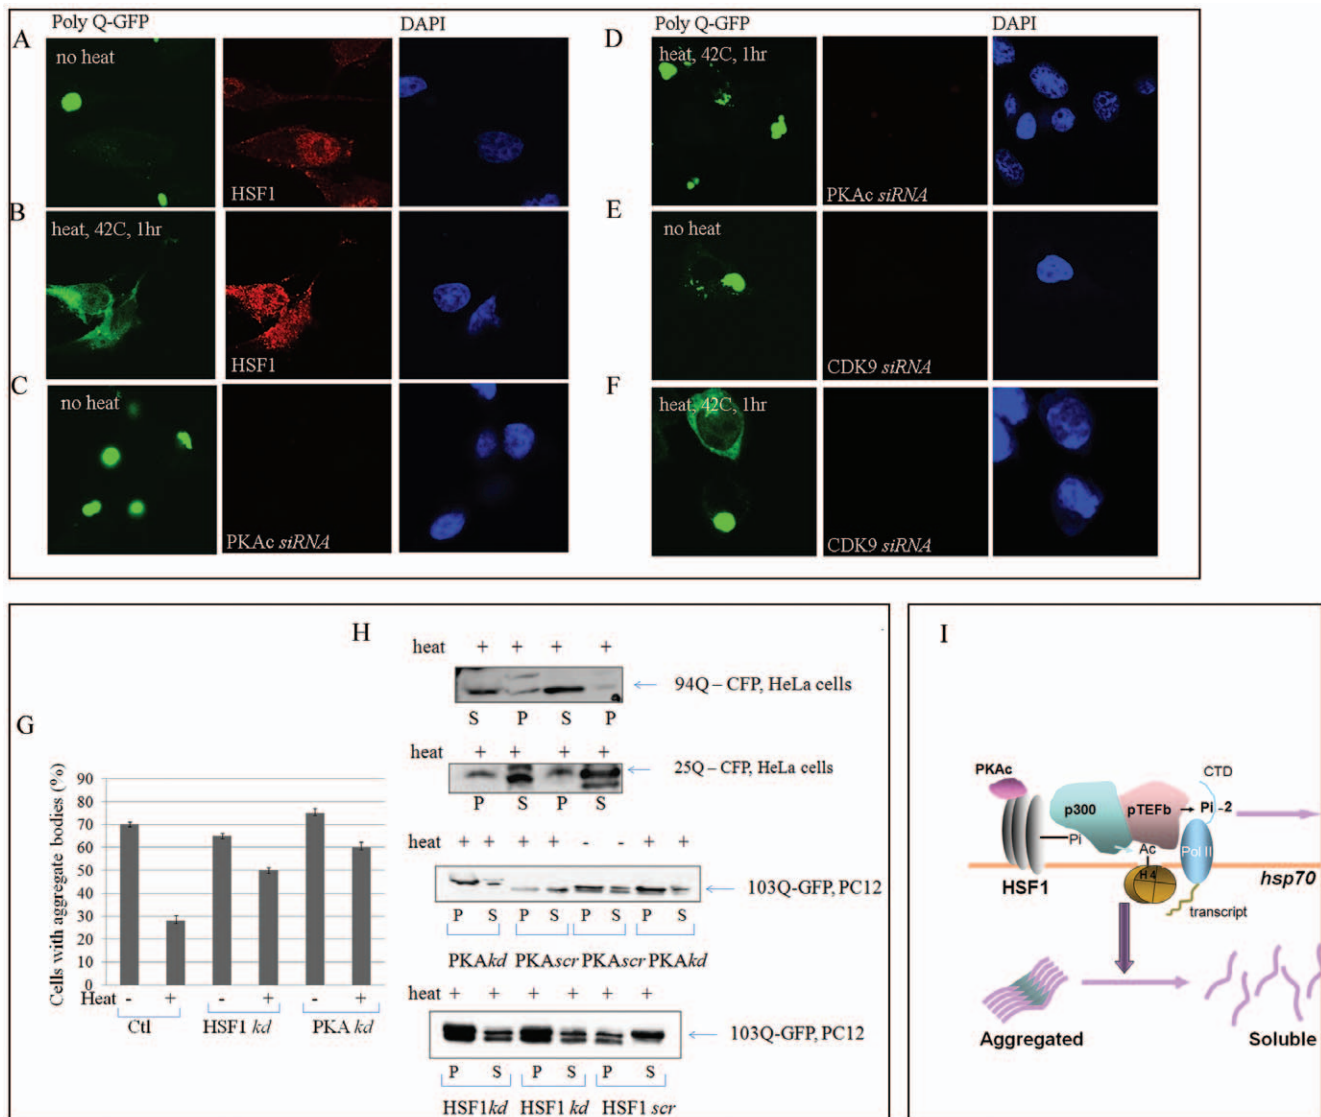 Poly Q-GFP DAPI
A
no heat
HSF1
B
heat, 42C, 1hr
HSF1
C
no heat
PKAc siRNA
Poly Q-GFP DAPI
D
heat, 42C, 1hr
PKAc siRNA
E
no heat
CDK9 siRNA
F
heat, 42C, 1hr
CDK9 siRNA
G
Cells with aggregate bodies (%)
90
80
70
60
50
40
30
20
10
0
Heat - + - + - +
Ctl HSF1 kd PKA kd
H
heat + + + +
94Q – CFP, HeLa cells
S P S P
heat + + + +
25Q – CFP, HeLa cells
P S P S
heat + + + + - - + +
103Q-GFP, PC12
P S P S P S P S
PKAkd PKAscr PKAscr PKAkd
heat + + + + + +
103Q-GFP, PC12
P S P S P S
HSF1kd HSF1 kd HSF1 scr
I
PKAc
HSF1
Pi
p300
pTEFb
CTD
Pi -2
Pol II
Ac
H4
hsp70
transcript
Aggregated
Soluble